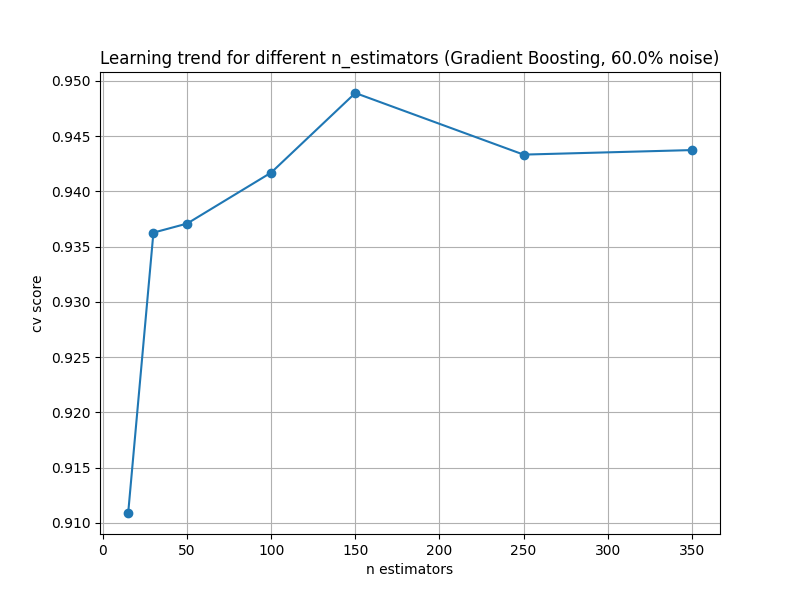 Learning trend for different n_estimators (Gradient Boosting, 60.0% noise)
0.950
0.945
0.940
0.935
0.930
0.925
0.920
0.915
0.910
cv score
0 50 100 150 200 250 300 350
n estimators